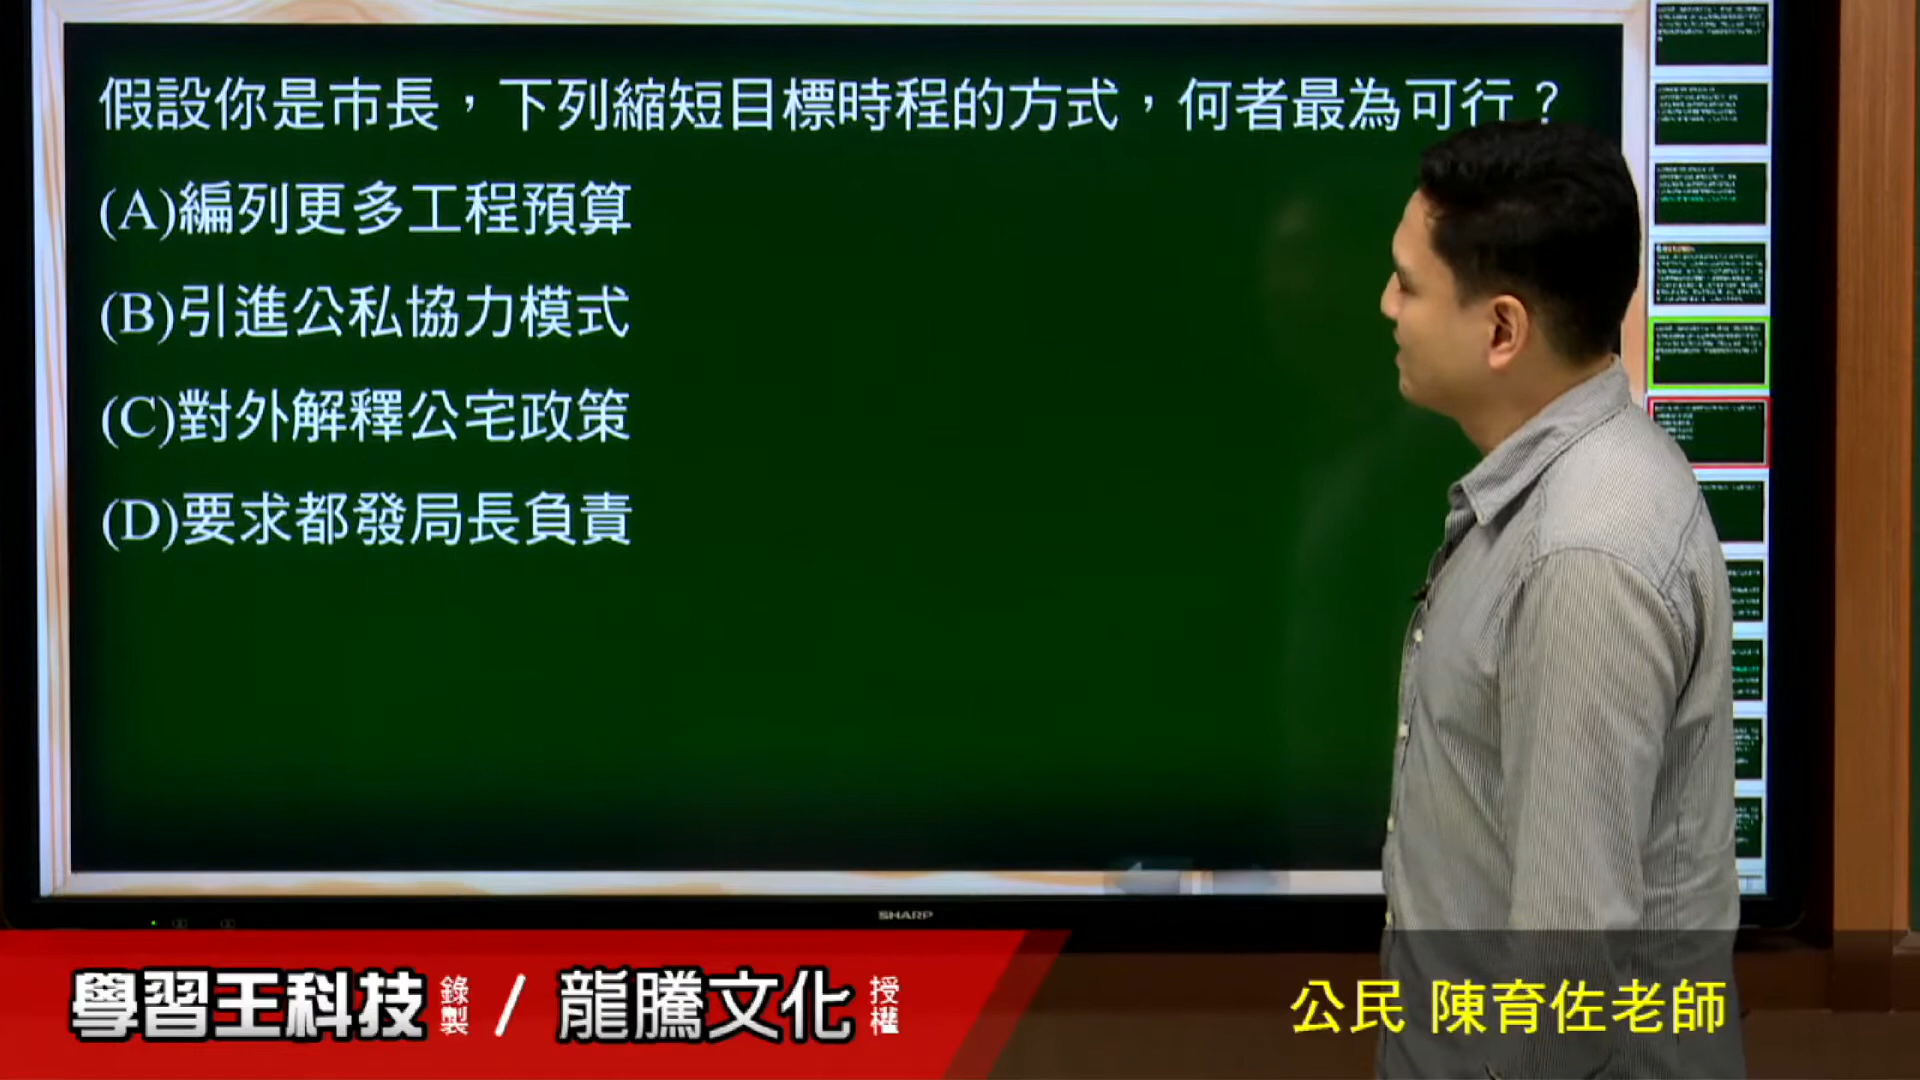 假設你是市長，下列縮短目標時程的方式，何者最為可行？
(A)編列更多工程預算
(B)引進公私協力模式
(C)對外解釋公宅政策
(D)要求都發局長負責
SHARP
學習王科技 錄製 / 龍騰文化 授權
公民 陳育佐老師